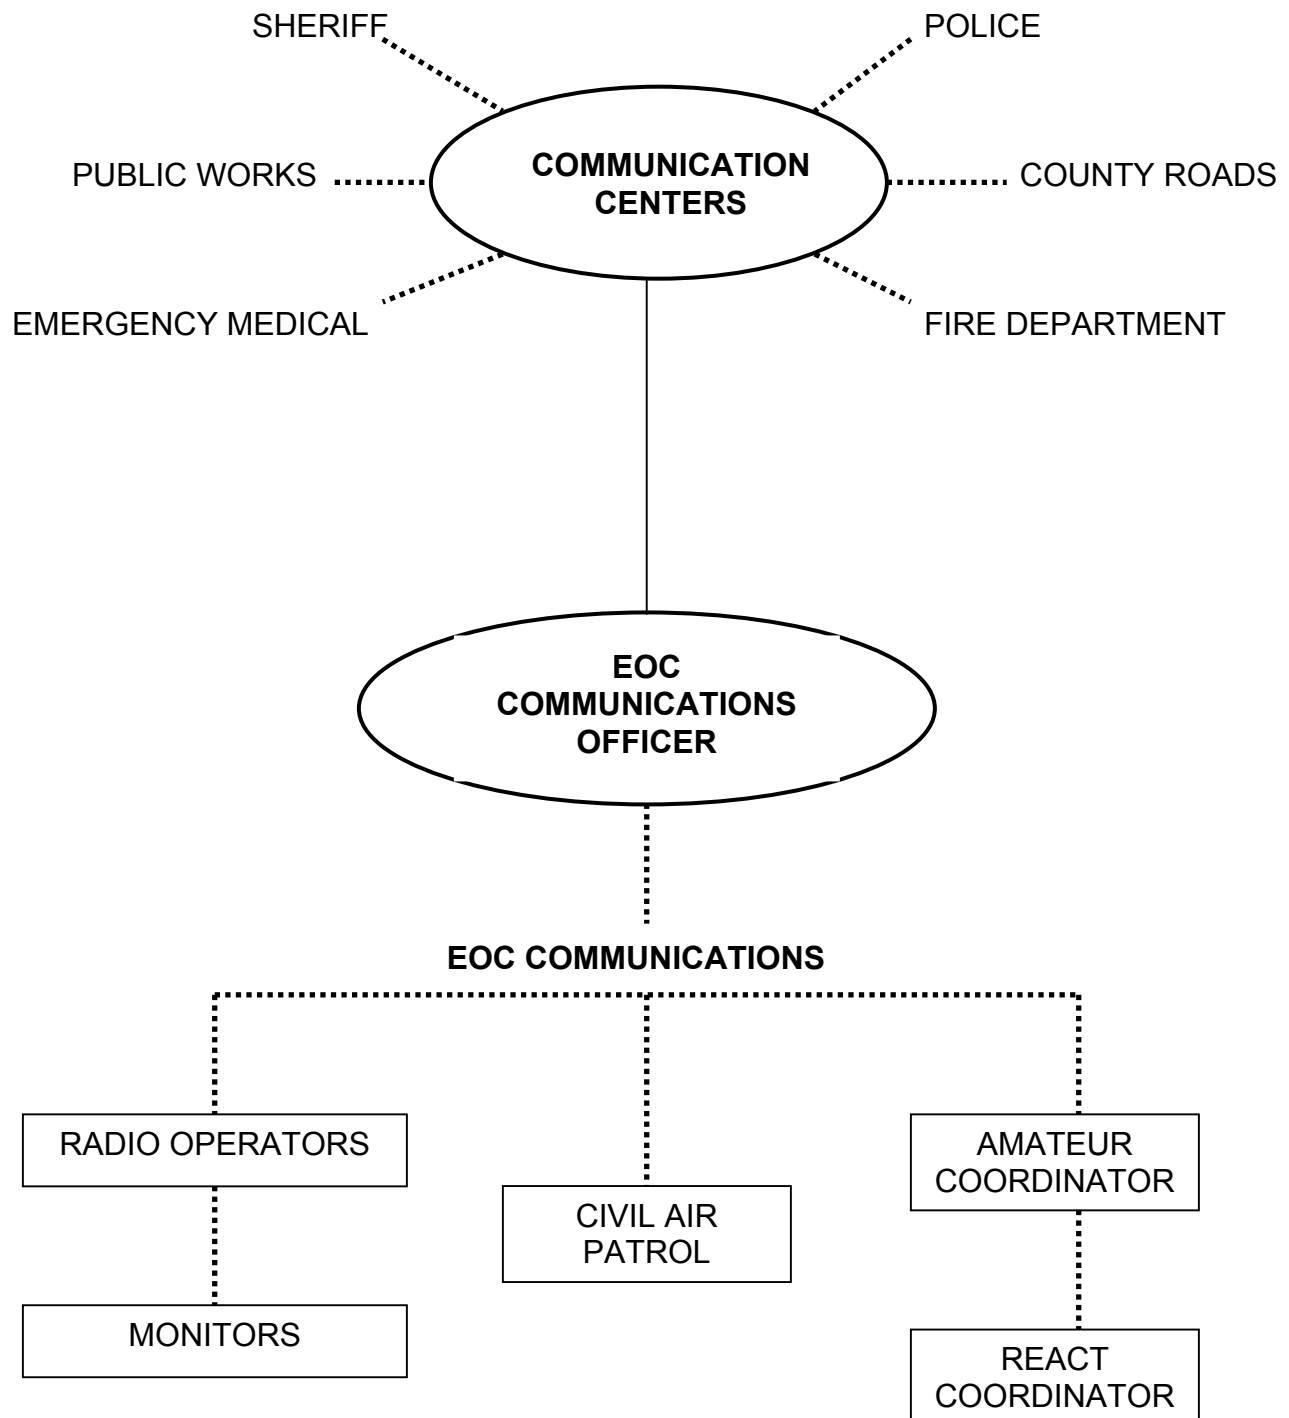 SHERIFF
POLICE
COMMUNICATION
CENTERS
PUBLIC WORKS
COUNTY ROADS
EMERGENCY MEDICAL
FIRE DEPARTMENT
EOC
COMMUNICATIONS
OFFICER
EOC COMMUNICATIONS
RADIO OPERATORS
AMATEUR
COORDINATOR
CIVIL AIR
PATROL
MONITORS
REACT
COORDINATOR